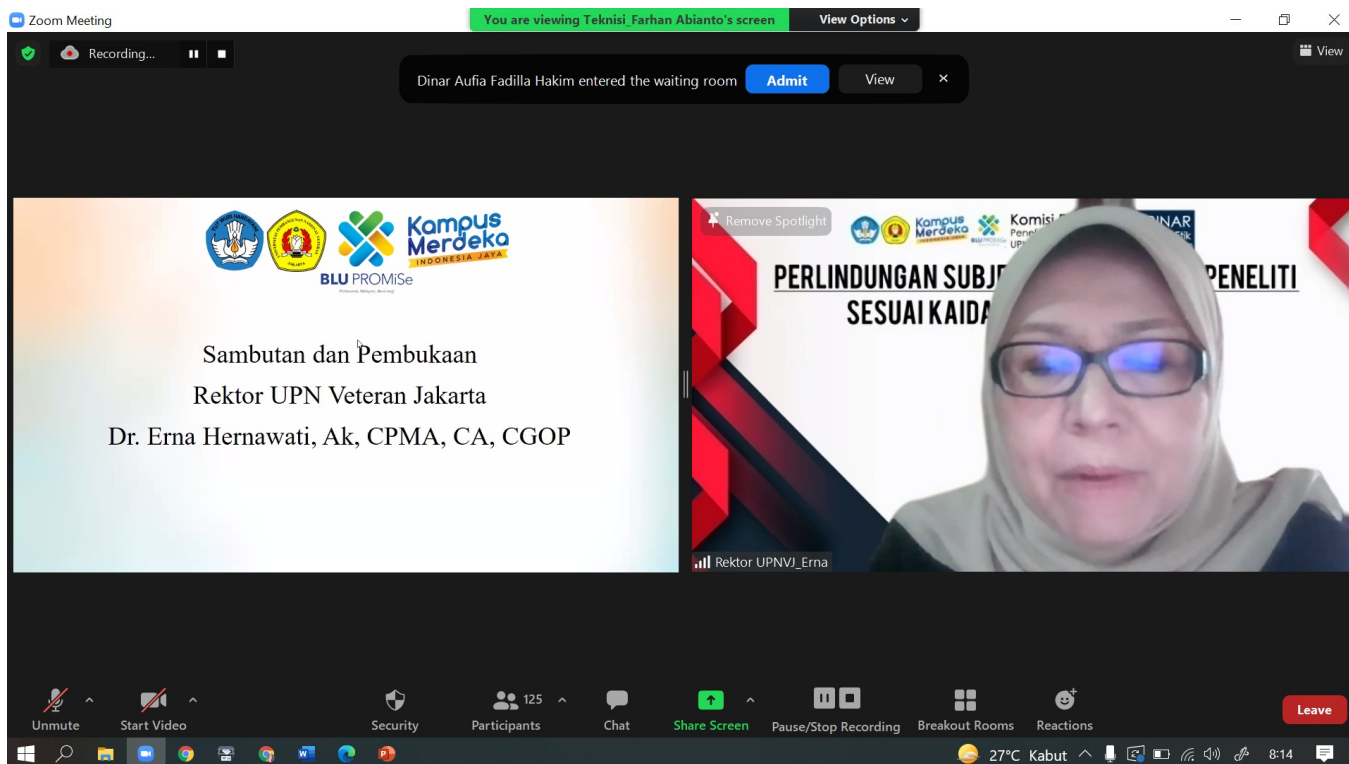 Zoom Meeting
You are viewing Teknisi_Farhan Abianto's screen
View Options
Recording...
View
Dinar Aufia Fadilla Hakim entered the waiting room
Admit
View
Kampus
Merdeka
INDONESIA JAYA
BLU PROMiSe
Sambutan dan Pembukaan
Rektor UPN Veteran Jakarta
Dr. Erna Hernawati, Ak, CPMA, CA, CGOP
Remove Spotlight
Kampus
Merdeka
Komisi
PERLINDUNGAN SUBJ PENELITI
SESUAI KAIDA
Rektor UPNVJ_Erna
Unmute
Start Video
Security
125
Participants
Chat
Share Screen
Pause/Stop Recording
Breakout Rooms
Reactions
Leave
27°C Kabut
8:14